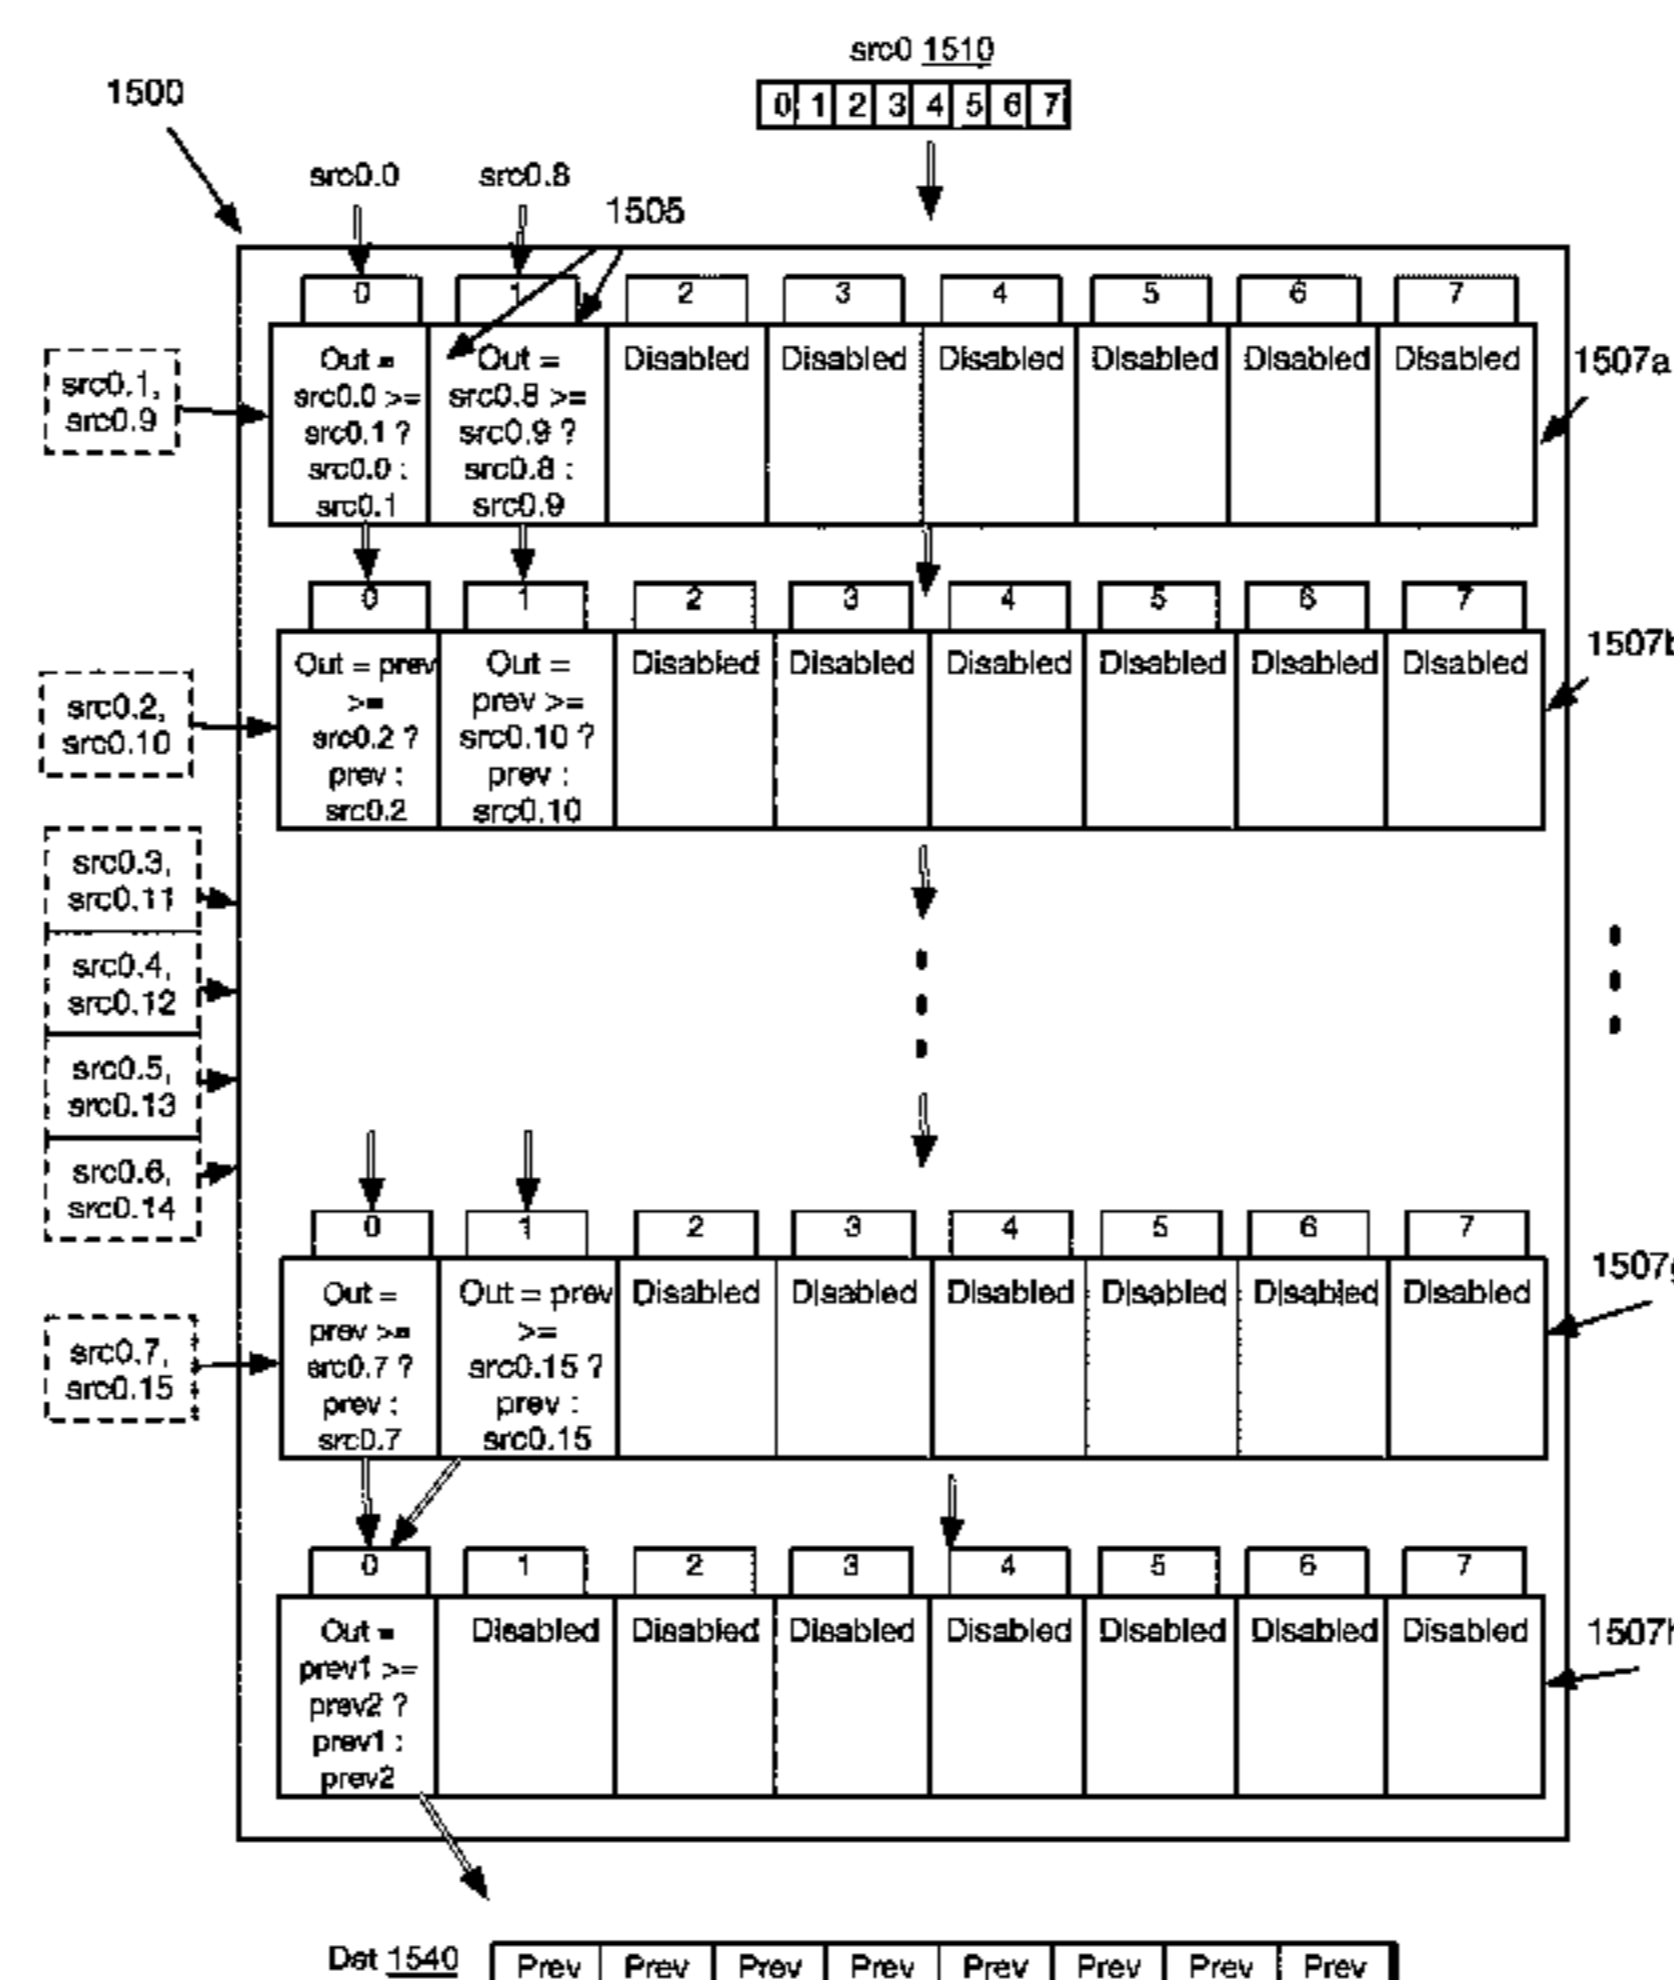 src0 1510
0 1 2 3 4 5 6 7
1500
src0.0 src0.8
1505
0 1 2 3 4 5 6 7
src0.1,
src0.9
Out =
src0.0 >=
src0.1 ?
src0.0 :
src0.1
Out =
src0.8 >=
src0.9 ?
src0.8 :
src0.9
Disabled Disabled Disabled Disabled Disabled Disabled
1507a
0 1 2 3 4 5 6 7
src0.2,
src0.10
Out = prev
>=
src0.2 ?
prev :
src0.2
Out =
prev >=
src0.10 ?
prev :
src0.10
Disabled Disabled Disabled Disabled Disabled Disabled
1507b
src0.3,
src0.11
src0.4,
src0.12
src0.5,
src0.13
src0.6,
src0.14
0 1 2 3 4 5 6 7
src0.7,
src0.15
Out =
prev >=
src0.7 ?
prev :
src0.7
Out = prev
>=
src0.15 ?
prev :
src0.15
Disabled Disabled Disabled Disabled Disabled Disabled
1507g
0 1 2 3 4 5 6 7
Out =
prev1 >=
prev2 ?
prev1 :
prev2
Disabled Disabled Disabled Disabled Disabled Disabled Disabled
1507h
Dst 1540
Prev Prev Prev Prev Prev Prev Prev Prev